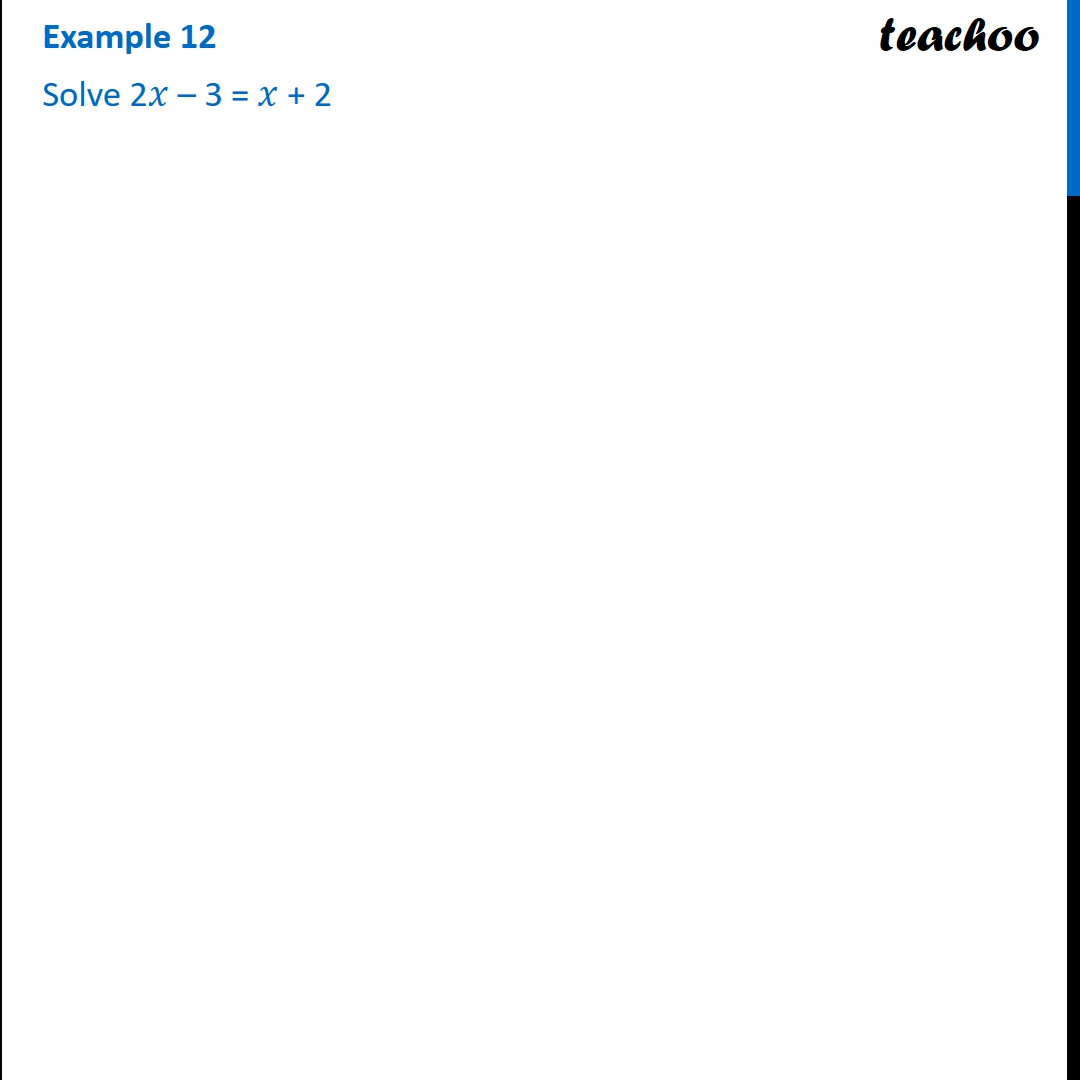 Example 12
teachoo
Solve 2𝑥 – 3 = 𝑥 + 2